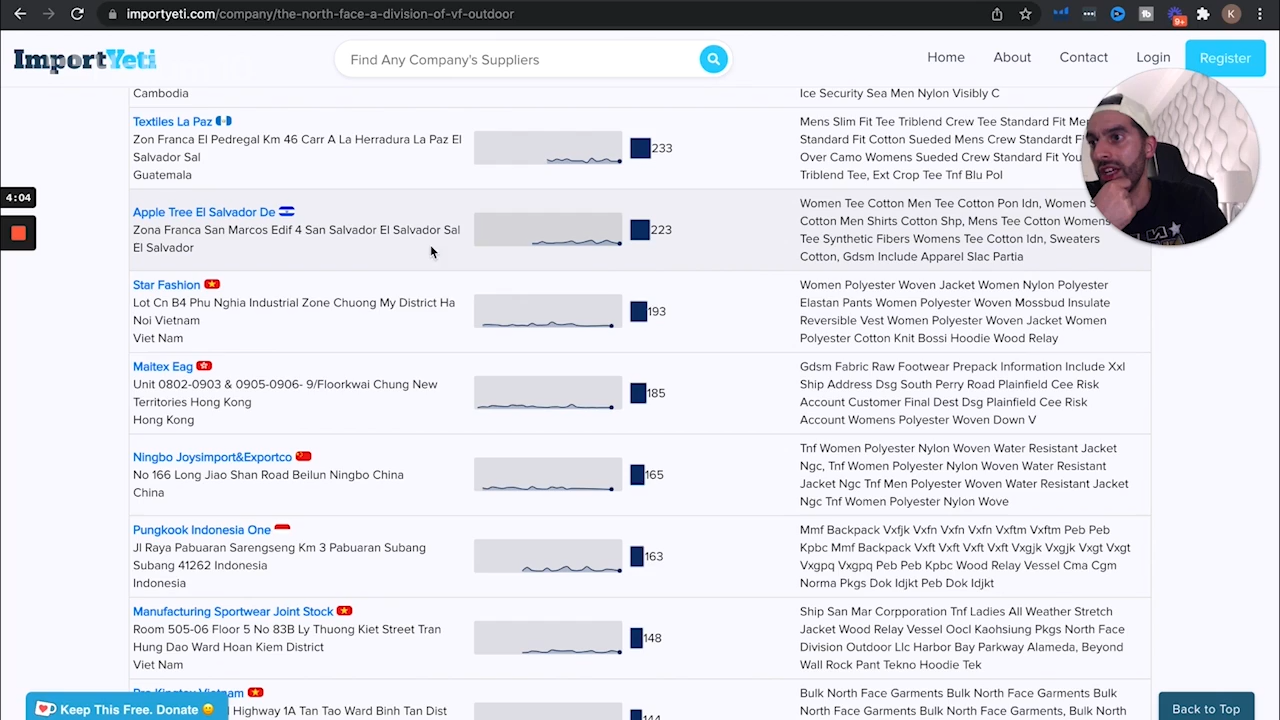 importyeti.com/company/the-north-face-a-division-of-vf-outdoor
9+
K
ImportYeti
Find Any Company's Suppliers
Home
About
Contact
Login
Register
Cambodia
Ice Security Sea Men Nylon Visibly C
Textiles La Paz
Zon Franca El Pedregal Km 46 Carr A La Herradura La Paz El
Salvador Sal
Guatemala
233
Mens Slim Fit Tee Triblend Crew Tee Standard Fit
Standard Fit Cotton Sueded Mens Crew Standardt
Over Camo Womens Sueded Crew Standard Fit
Triblend Tee, Ext Crop Tee Tnf Blu Pol
4:04
Apple Tree El Salvador De
Zona Franca San Marcos Edif 4 San Salvador El Salvador Sal
El Salvador
223
Women Tee Cotton Men Tee Cotton Pon Idn, Women
Cotton Men Shirts Cotton Shp, Mens Tee Cotton Womens
Tee Synthetic Fibers Womens Tee Cotton Idn, Sweaters
Cotton, Gdsm Include Apparel Slac Partia
Star Fashion
Lot Cn B4 Phu Nghia Industrial Zone Chuong My District Ha
Noi Vietnam
Viet Nam
193
Women Polyester Woven Jacket Women Nylon Polyester
Elastan Pants Women Polyester Woven Mossbud Insulate
Reversible Vest Women Polyester Woven Jacket Women
Polyester Cotton Knit Bossi Hoodie Wood Relay
Maitex Eag
Unit 0802-0903 & 0905-0906- 9/Floorkwai Chung New
Territories Hong Kong
Hong Kong
185
Gdsm Fabric Raw Footwear Prepack Information Include Xxl
Ship Address Dsg South Perry Road Plainfield Cee Risk
Account Customer Final Dest Dsg Plainfield Cee Risk
Account Womens Polyester Woven Down V
Ningbo Joysimport&Exportco
No 166 Long Jiao Shan Road Beilun Ningbo China
China
165
Tnf Women Polyester Nylon Woven Water Resistant Jacket
Ngc, Tnf Women Polyester Nylon Woven Water Resistant
Jacket Ngc Tnf Men Polyester Woven Water Resistant Jacket
Ngc Tnf Women Polyester Nylon Wove
Pungkook Indonesia One
Jl Raya Pabuaran Sarengseng Km 3 Pabuaran Subang
Subang 41262 Indonesia
Indonesia
163
Mmf Backpack Vxfjk Vxfn Vxfn Vxfn Vxftm Vxftm Peb Peb
Kpbc Mmf Backpack Vxft Vxft Vxft Vxft Vxgjk Vxgjk Vxgt Vxgt
Vxgpq Vxgpq Peb Peb Kpbc Wood Relay Vessel Cma Cgm
Norma Pkgs Dok Idjkt Peb Dok Idjkt
Manufacturing Sportwear Joint Stock
Room 505-06 Floor 5 No 83B Ly Thuong Kiet Street Tran
Hung Dao Ward Hoan Kiem District
Viet Nam
148
Ship San Mar Corpporation Tnf Ladies All Weather Stretch
Jacket Wood Relay Vessel Oocl Kaohsiung Pkgs North Face
Division Outdoor Llc Harbor Bay Parkway Alameda, Beyond
Wall Rock Pant Tekno Hoodie Tek
Vietnam
Highway 1A Tan Tao Ward Binh Tan Dist
144
Bulk North Face Garments Bulk North Face Garments Bulk
North Face Garments Bulk North Face Garments, Bulk
Keep This Free. Donate
Back to Top